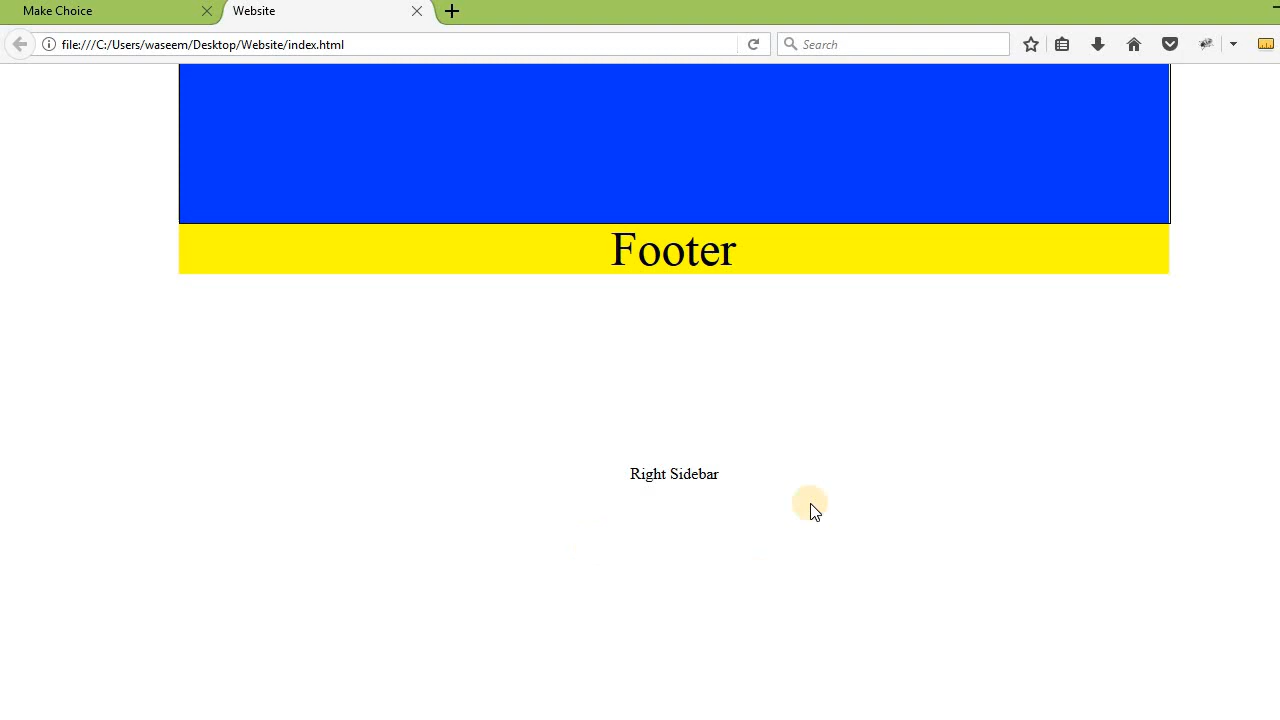 Make Choice
Website
file:///C:/Users/waseem/Desktop/Website/index.html
Search
Footer
Right Sidebar